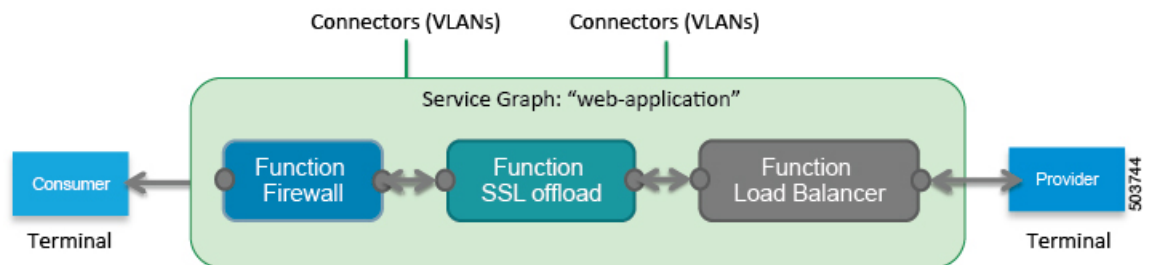 Connectors (VLANs)
Connectors (VLANs)
Service Graph: “web-application”
Consumer
Function
Firewall
Function
SSL offload
Function
Load Balancer
Provider
503744
Terminal
Terminal